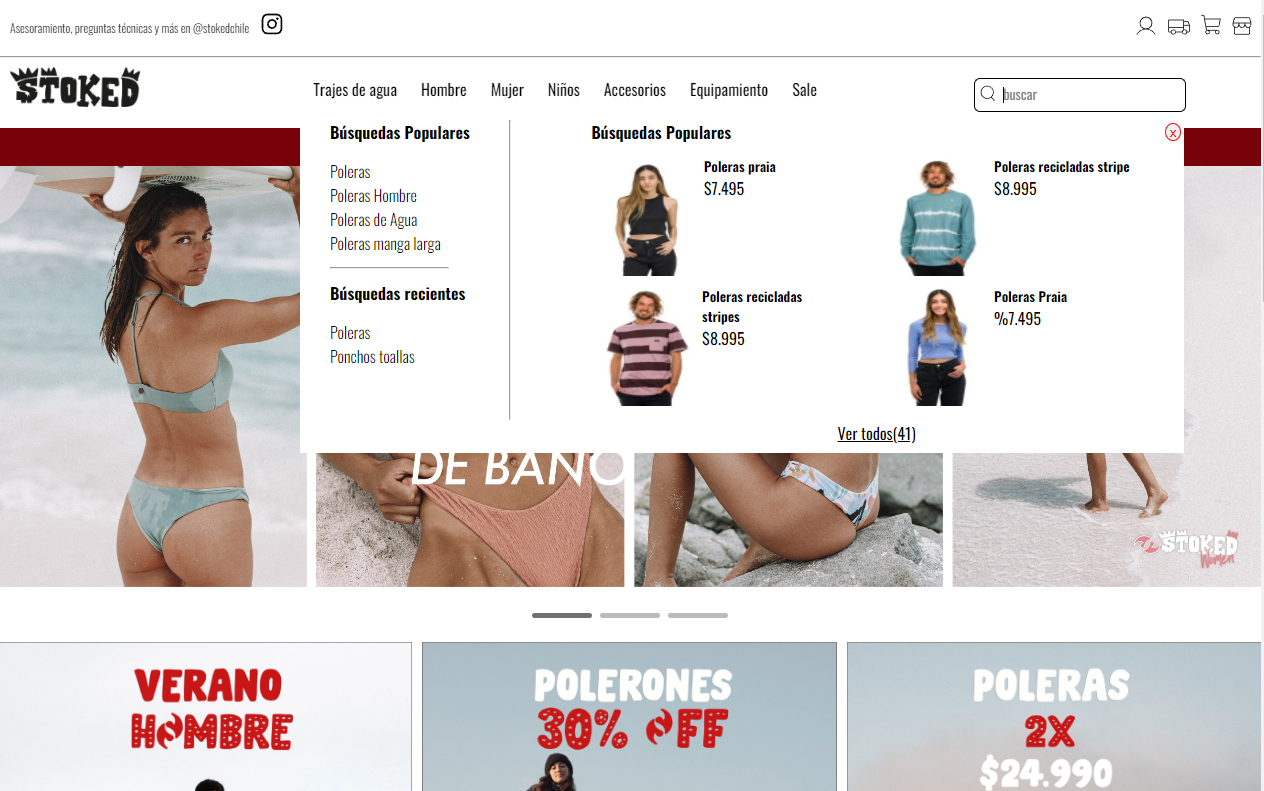 Asesoramiento, preguntas técnicas y más en @stokedchile
STOKED
Trajes de agua Hombre Mujer Niños Accesorios Equipamiento Sale
buscar
Búsquedas Populares
Poleras
Poleras Hombre
Poleras de Agua
Poleras manga larga
Búsquedas recientes
Poleras
Ponchos toallas
Búsquedas Populares
x
Poleras praia
$7.495
Poleras recicladas stripe
$8.995
Poleras recicladas
stripes
$8.995
Poleras Praia
%7.495
Ver todos(41)
DE BAÑO
STOKED
Women
VERANO
HOMBRE
POLERONES
30% OFF
POLERAS
2X
$24.990